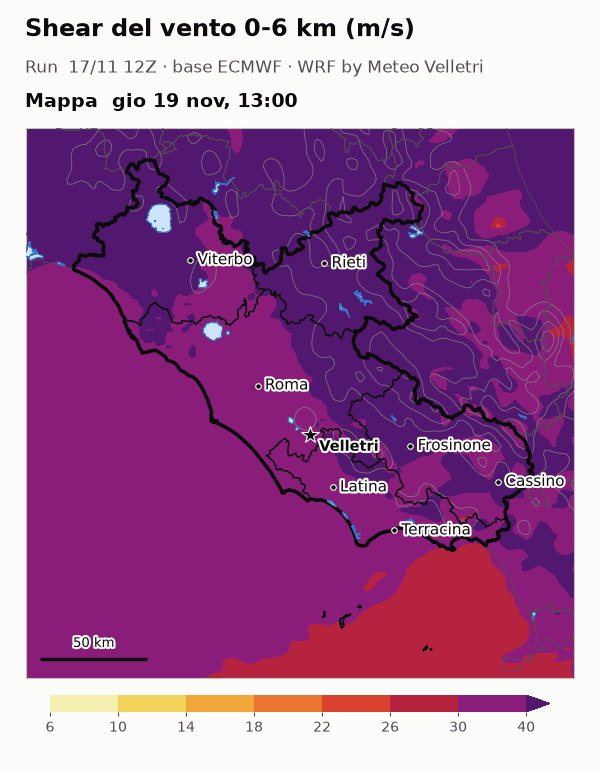 Shear del vento 0-6 km (m/s)
Run  17/11 12Z · base ECMWF · WRF by Meteo Velletri
Mappa  gio 19 nov, 13:00
Viterbo
Rieti
Roma
Velletri
Frosinone
Cassino
Latina
Terracina
50 km
6 10 14 18 22 26 30 40